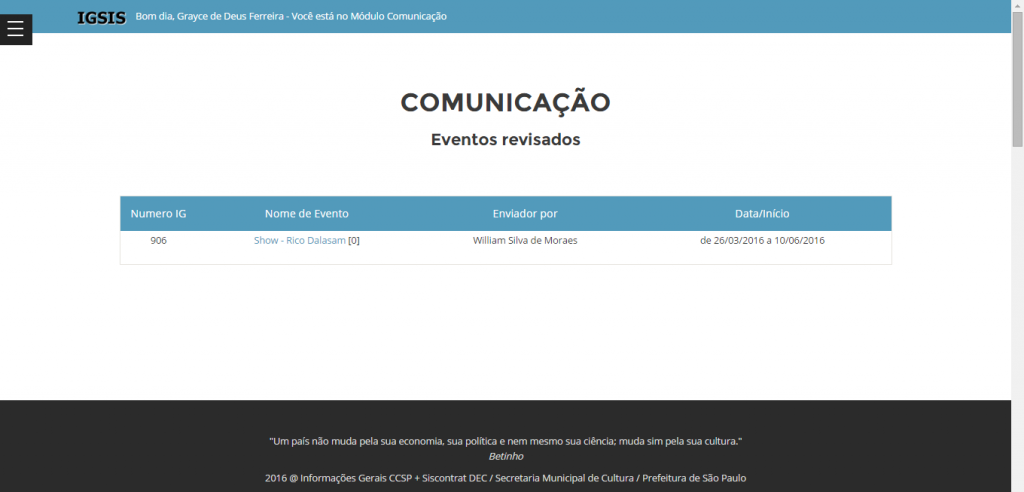 IGSIS Bom dia, Grayce de Deus Ferreira - Você está no Módulo Comunicação
COMUNICAÇÃO
Eventos revisados
Numero IG Nome de Evento Enviador por Data/Início
906 Show - Rico Dalasam [0] William Silva de Moraes de 26/03/2016 a 10/06/2016
"Um país não muda pela sua economia, sua política e nem mesmo sua ciência; muda sim pela sua cultura."
Betinho
2016 @ Informações Gerais CCSP + Siscontrat DEC / Secretaria Municipal de Cultura / Prefeitura de São Paulo